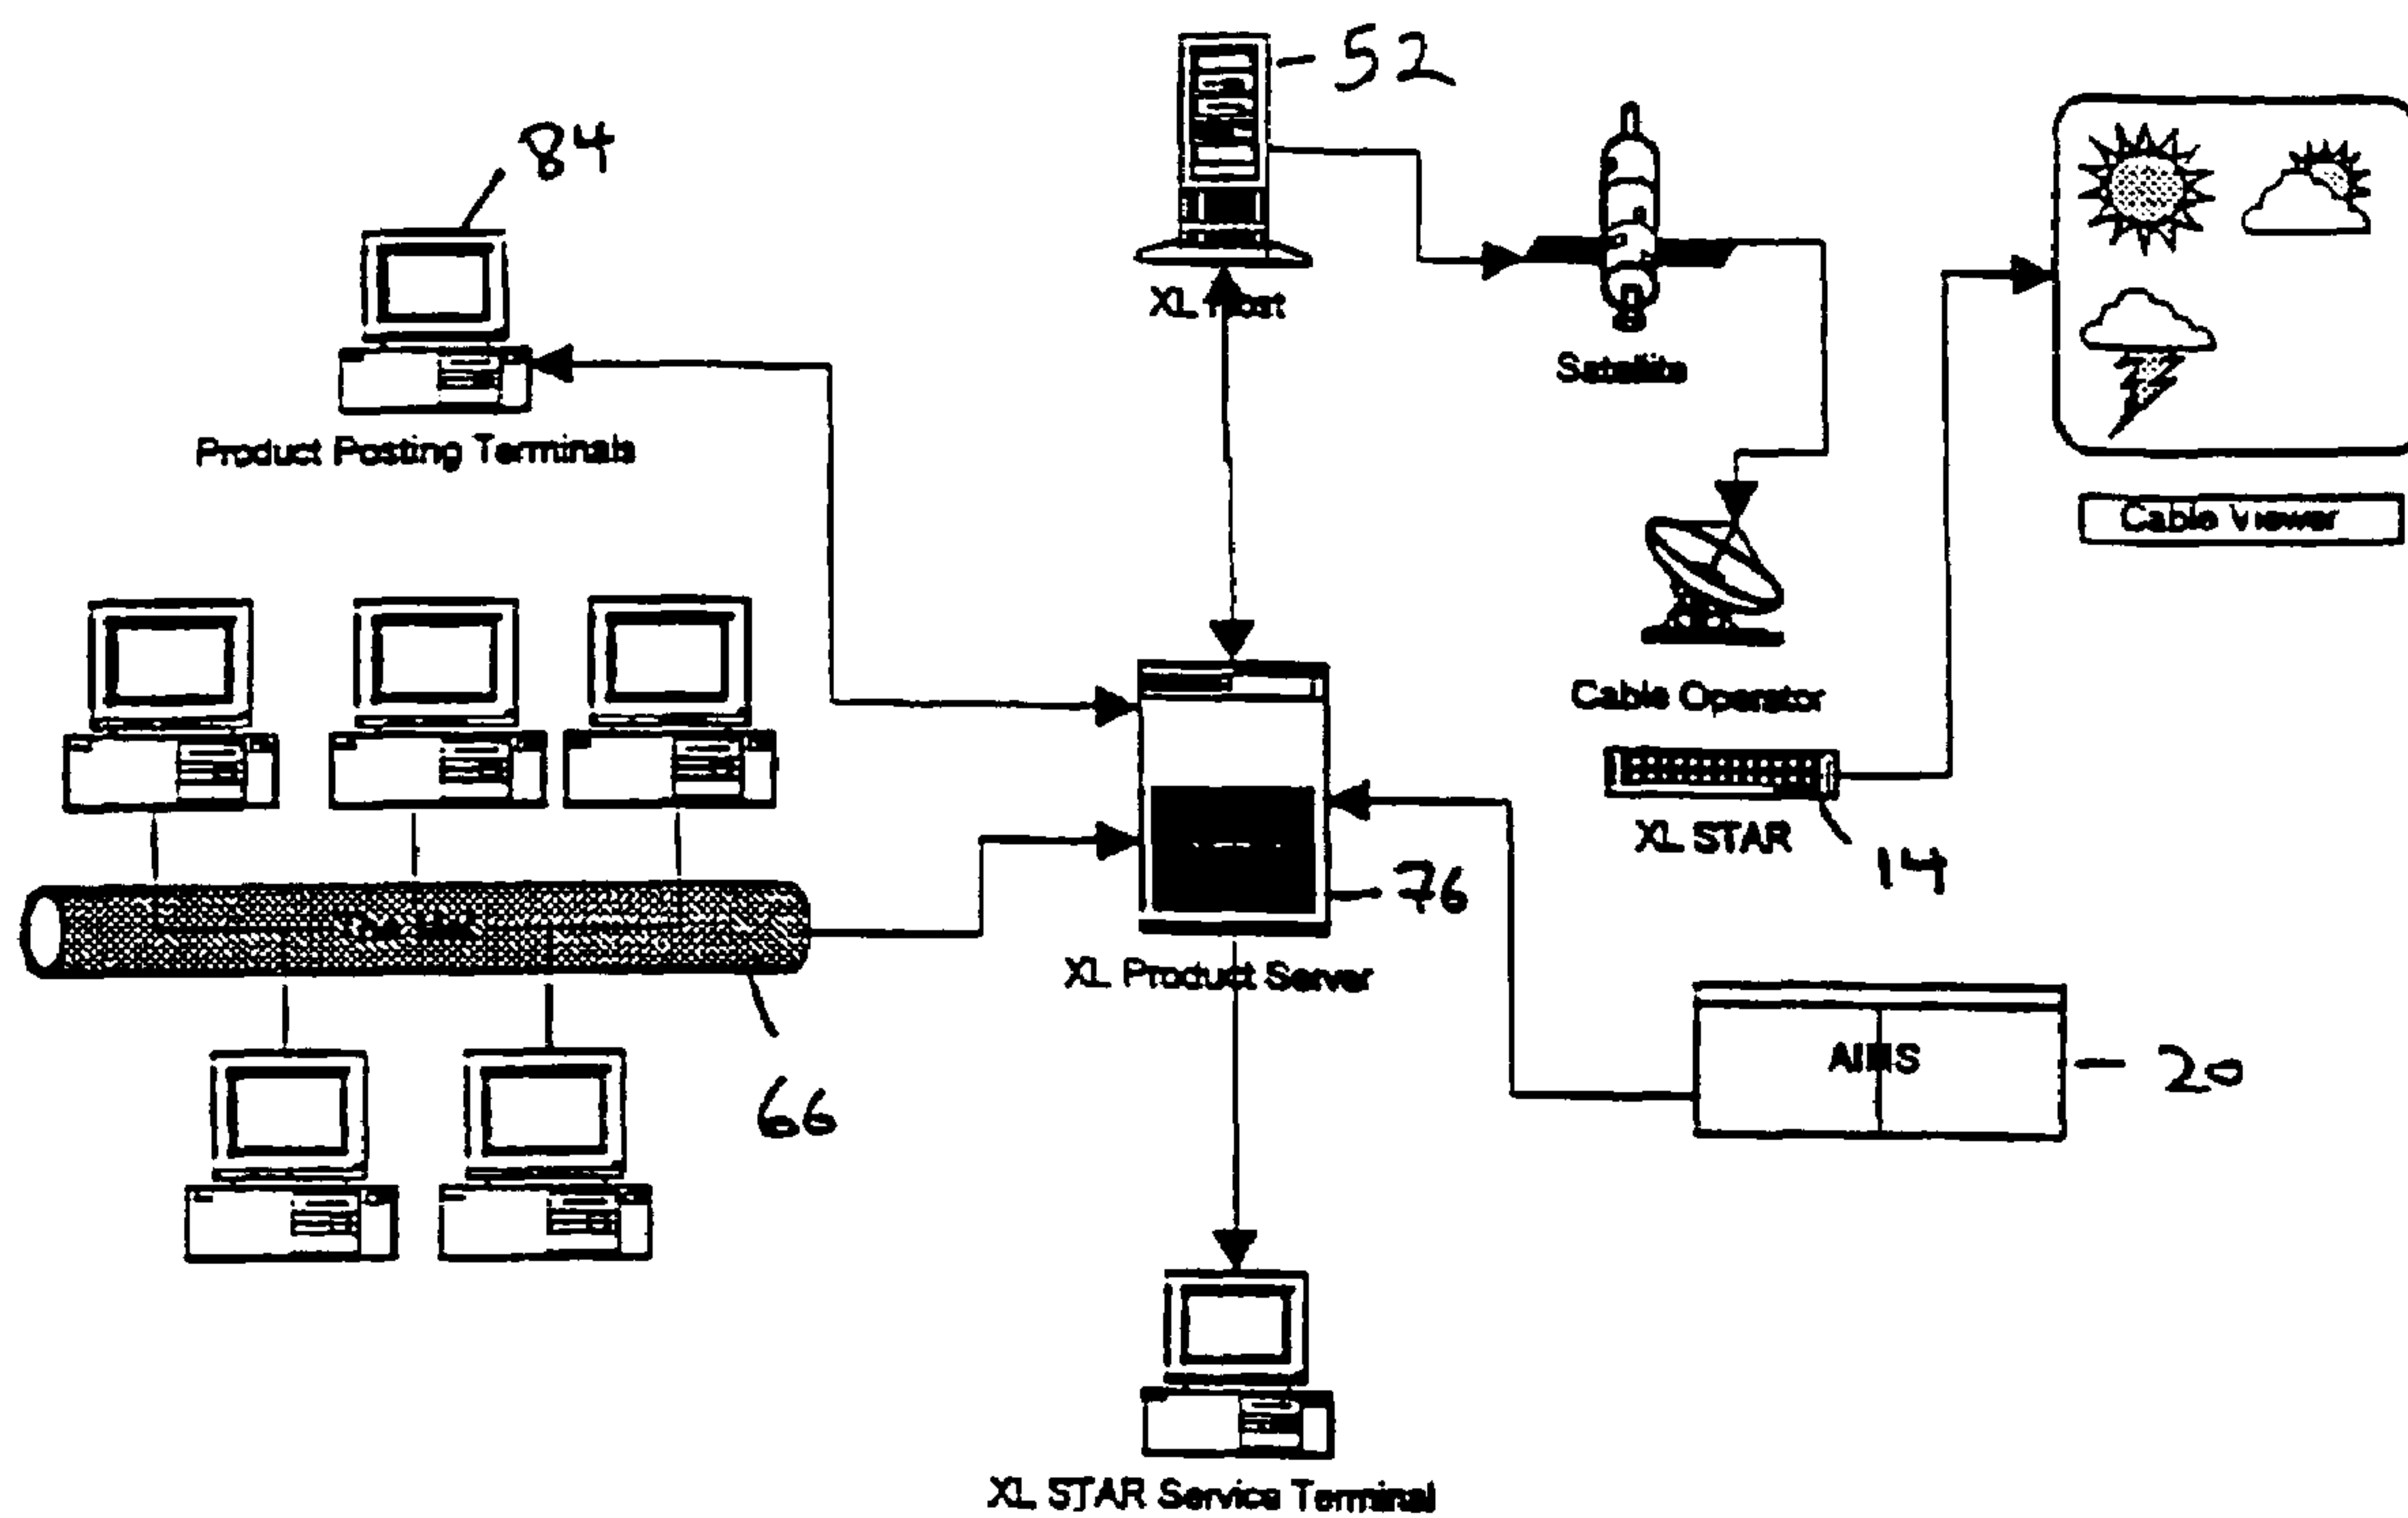 52
84
XL Host
Satellite
Product Posting Terminals
Cable Viewer
Cable Operator
XL STAR
14
76
XL Product Server
66
AIMS
20
XL STAR Service Terminal